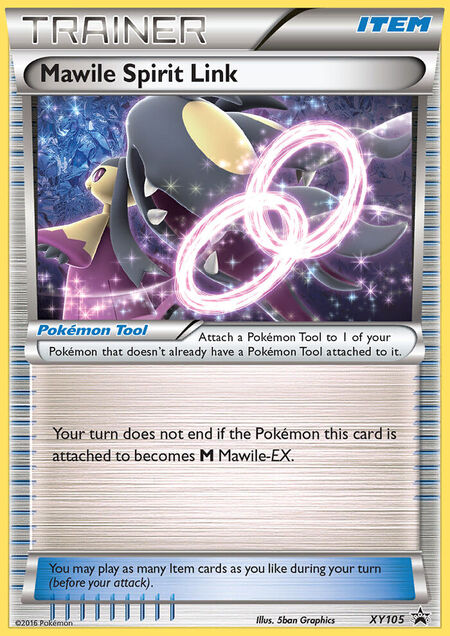 TRAINER
ITEM
Mawile Spirit Link
Pokémon Tool
Attach a Pokémon Tool to 1 of your
Pokémon that doesn't already have a Pokémon Tool attached to it.
Your turn does not end if the Pokémon this card is
attached to becomes M Mawile-EX.
You may play as many Item cards as you like during your turn
(before your attack).
©2016 Pokémon
Illus. 5ban Graphics
XY105
PROMO